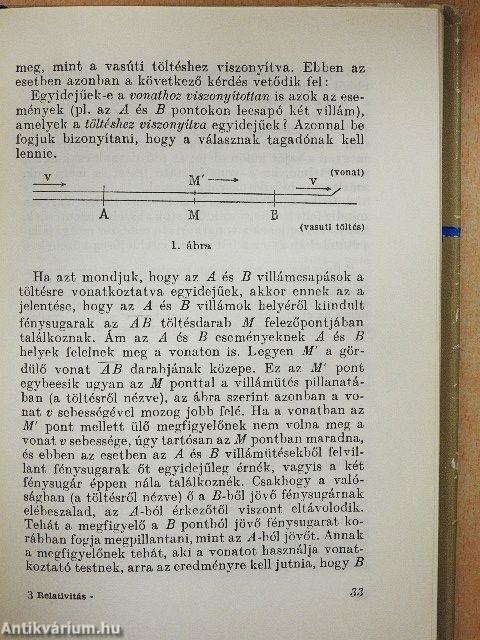 meg, mint a vasúti töltéshez viszonyítva. Ebben az
esetben azonban a következő kérdés vetődik fel:
Egyidejűek-e a vonathoz viszonyítottan is azok az ese-
mények (pl. az A és B pontokon lecsapó két villám),
amelyek a töltéshez viszonyítva egyidejűek? Azonnal be
fogjuk bizonyítani, hogy a válasznak tagadónak kell
lennie.
v M' v (vonat)
A M B
(vasuti töltés)
1. ábra
Ha azt mondjuk, hogy az A és B villámcsapások a
töltésre vonatkoztatva egyidejűek, akkor ennek az a
jelentése, hogy az A és B villámok helyéről kiindult
fénysugarak az AB töltésdarab M felezőpontjában
találkoznak. Ám az A és B eseményeknek A és B
helyek felelnek meg a vonaton is. Legyen M' a gör-
dülő vonat AB darabjának közepe. Ez az M' pont
egybeesik ugyan az M ponttal a villámütés pillanatá-
ban (a töltésről nézve), az ábra szerint azonban a vo-
nat v sebességével mozog jobb felé. Ha a vonatban az
M' pont mellett ülő megfigyelőnek nem volna meg a
vonat v sebessége, úgy tartósan az M pontban maradna,
és ebben az esetben az A és B villámütésekből felvil-
lant fénysugarak őt egyidejűleg érnék, vagyis a két
fénysugár éppen nála találkoznék. Csakhogy a való-
ságban (a töltésről nézve) ő a B-ből jövő fénysugárnak
elébeszalad, az A-ból érkezőtől viszont eltávolodik.
Tehát a megfigyelő a B pontból jövő fénysugarat ko-
rábban fogja megpillantani, mint az A-ból jövőt. Annak
a megfigyelőnek tehát, aki a vonatot használja vonat-
koztató testnek, arra az eredményre kell jutnia, hogy B
3 Relativitás - 33
Antikvárium.hu